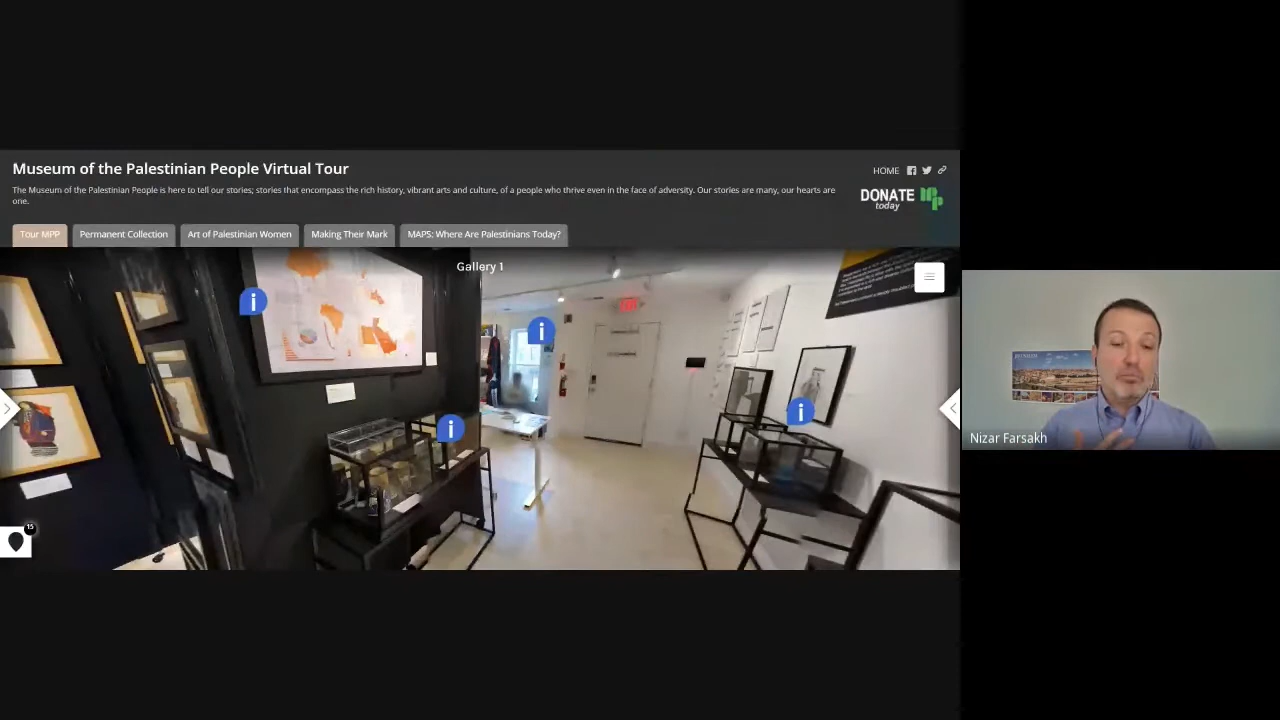 Museum of the Palestinian People Virtual Tour
HOME
The Museum of the Palestinian People is here to tell our stories; stories that encompass the rich history, vibrant arts and culture, of a people who thrive even in the face of adversity. Our stories are many, our hearts are
one.
DONATE
today
Tour MPP
Permanent Collection
Art of Palestinian Women
Making Their Mark
MAPS: Where Are Palestinians Today?
Gallery 1
EXIT
15
Nizar Farsakh